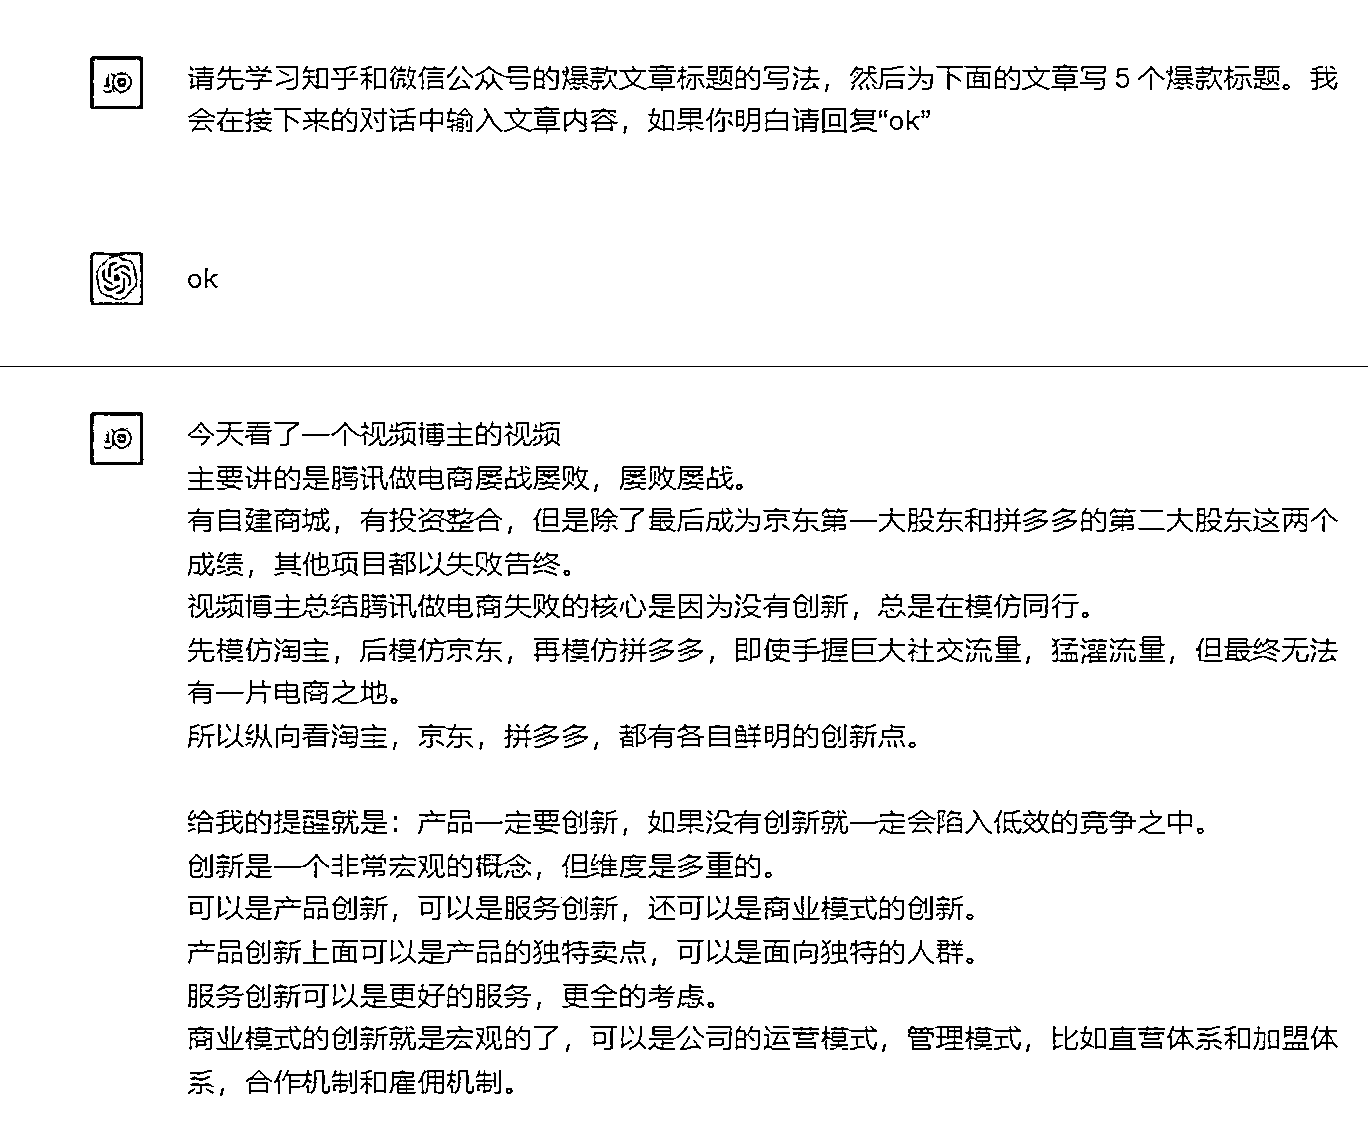 请先学习知乎和微信公众号的爆款文章标题的写法，然后为下面的文章写 5 个爆款标题。我
会在接下来的对话中输入文章内容，如果你明白请回复“ok”
ok
今天看了一个视频博主的视频
主要讲的是腾讯做电商屡战屡败，屡败屡战。
有自建商城，有投资整合，但是除了最后成为京东第一大股东和拼多多的第二大股东这两个
成绩，其他项目都以失败告终。
视频博主总结腾讯做电商失败的核心是因为没有创新，总是在模仿同行。
先模仿淘宝，后模仿京东，再模仿拼多多，即使手握巨大社交流量，猛灌流量，但最终无法
有一片电商之地。
所以纵向看淘宝，京东，拼多多，都有各自鲜明的创新点。
给我的提醒就是：产品一定要创新，如果没有创新就一定会陷入低效的竞争之中。
创新是一个非常宏观的概念，但维度是多重的。
可以是产品创新，可以是服务创新，还可以是商业模式的创新。
产品创新上面可以是产品的独特卖点，可以是面向独特的人群。
服务创新可以是更好的服务，更全的考虑。
商业模式的创新就是宏观的了，可以是公司的运营模式，管理模式，比如直营体系和加盟体
系，合作机制和雇佣机制。